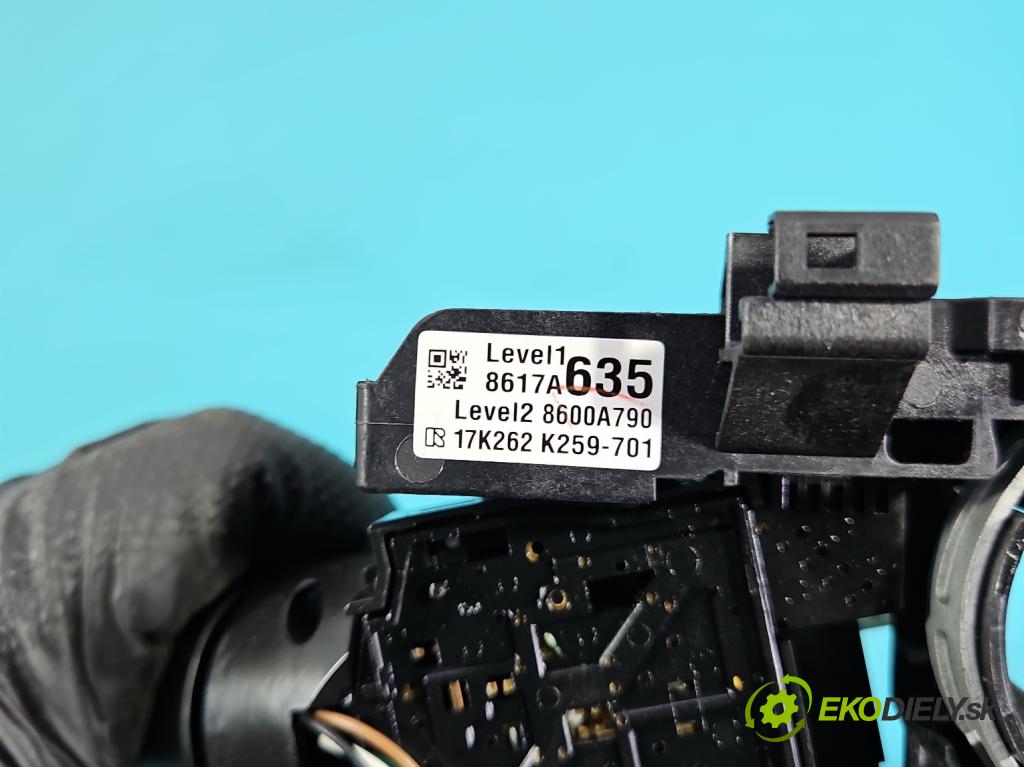 Level1
8617A635
Level2 8600A790
17K262 K259-701
EKODIELY.sk